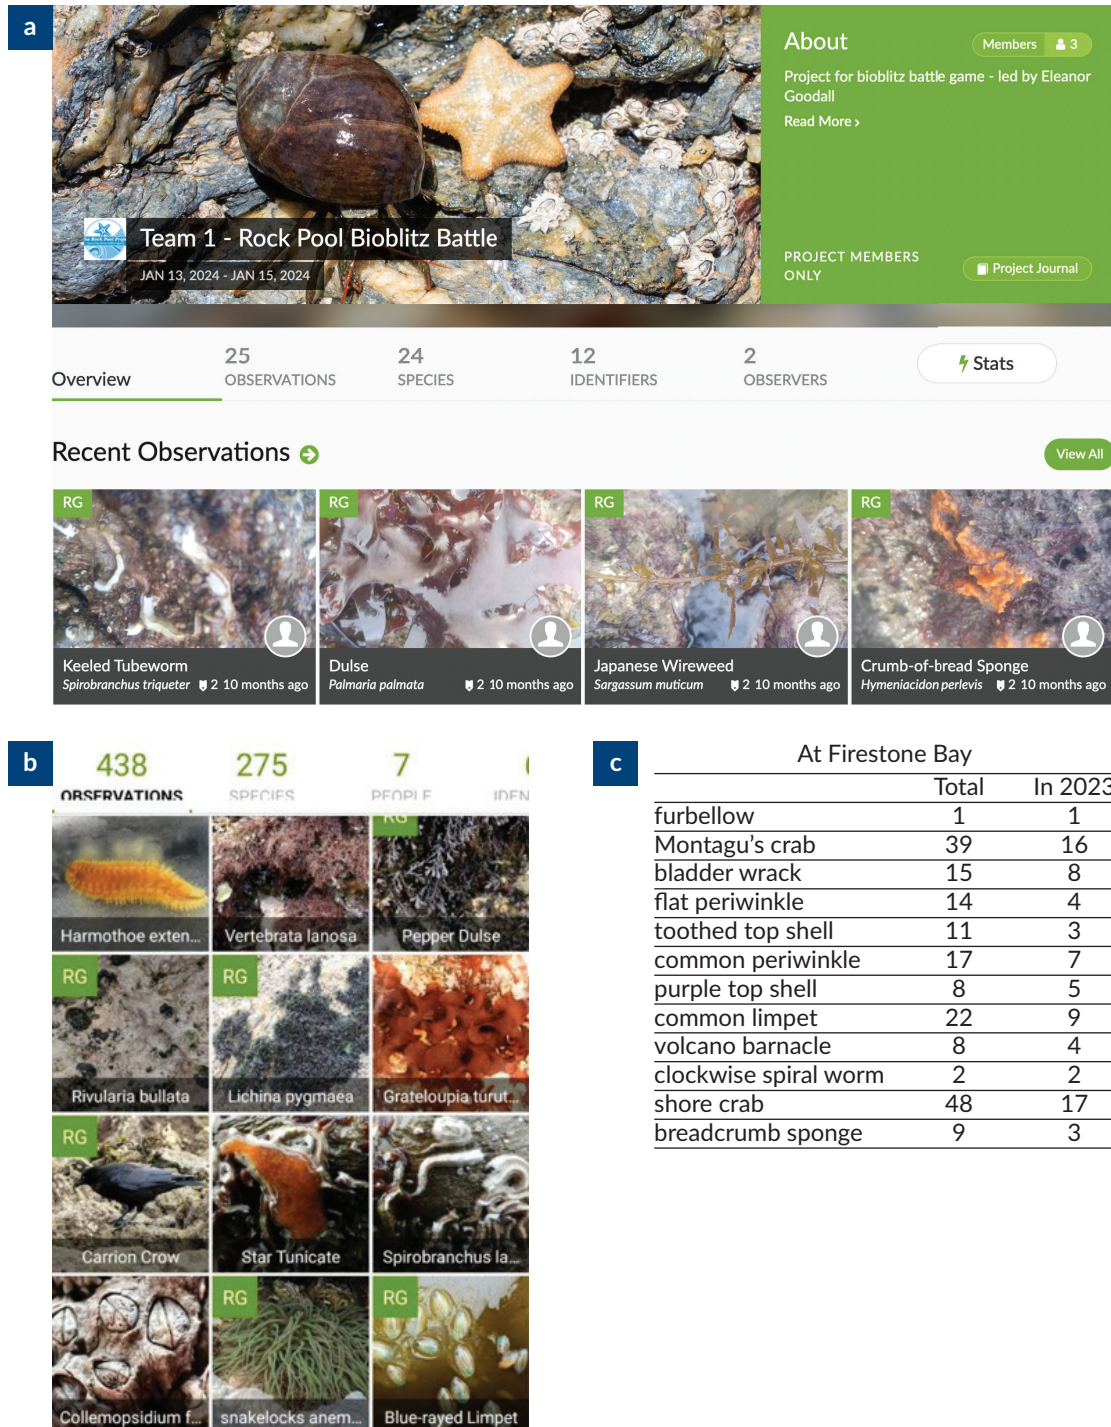 a
About
Members 3
Project for bioblitz battle game - led by Eleanor
Goodall
Read More ›
Team 1 - Rock Pool Bioblitz Battle
JAN 13, 2024 - JAN 15, 2024
PROJECT MEMBERS
ONLY
Project Journal
Overview
25
OBSERVATIONS
24
SPECIES
12
IDENTIFIERS
2
OBSERVERS
Stats
Recent Observations
View All
RG
Keeled Tubeworm
Spirobranchus triqueter 2 10 months ago
RG
Dulse
Palmaria palmata 2 10 months ago
RG
Japanese Wireweed
Sargassum muticum 2 10 months ago
RG
Crumb-of-bread Sponge
Hymeniacidon perlevis 2 10 months ago
b
438
OBSERVATIONS
275
SPECIES
7
PEOPLE
IDEN
Harmothoe exten...
Vertebrata lanosa
RG
Pepper Dulse
RG
Rivularia bullata
RG
Lichina pygmaea
Grateloupia turut...
RG
Carrion Crow
Star Tunicate
Spirobranchus la...
Collemopsidium f...
RG
snakelocks anem...
RG
Blue-rayed Limpet
c
At Firestone Bay
Total In 2023
furbellow 1 1
Montagu's crab 39 16
bladder wrack 15 8
flat periwinkle 14 4
toothed top shell 11 3
common periwinkle 17 7
purple top shell 8 5
common limpet 22 9
volcano barnacle 8 4
clockwise spiral worm 2 2
shore crab 48 17
breadcrumb sponge 9 3